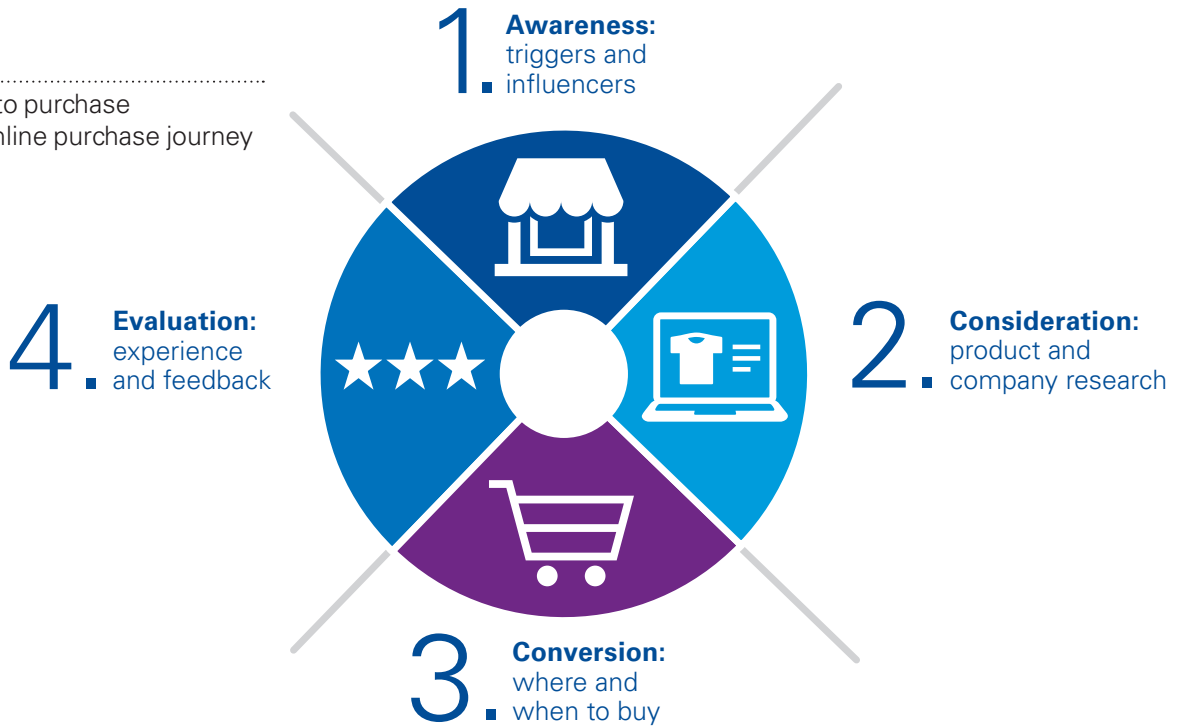 to purchase
purchase journey
1. Awareness:
triggers and
influencers
2. Consideration:
product and
company research
3. Conversion:
where and
when to buy
4. Evaluation:
experience
and feedback